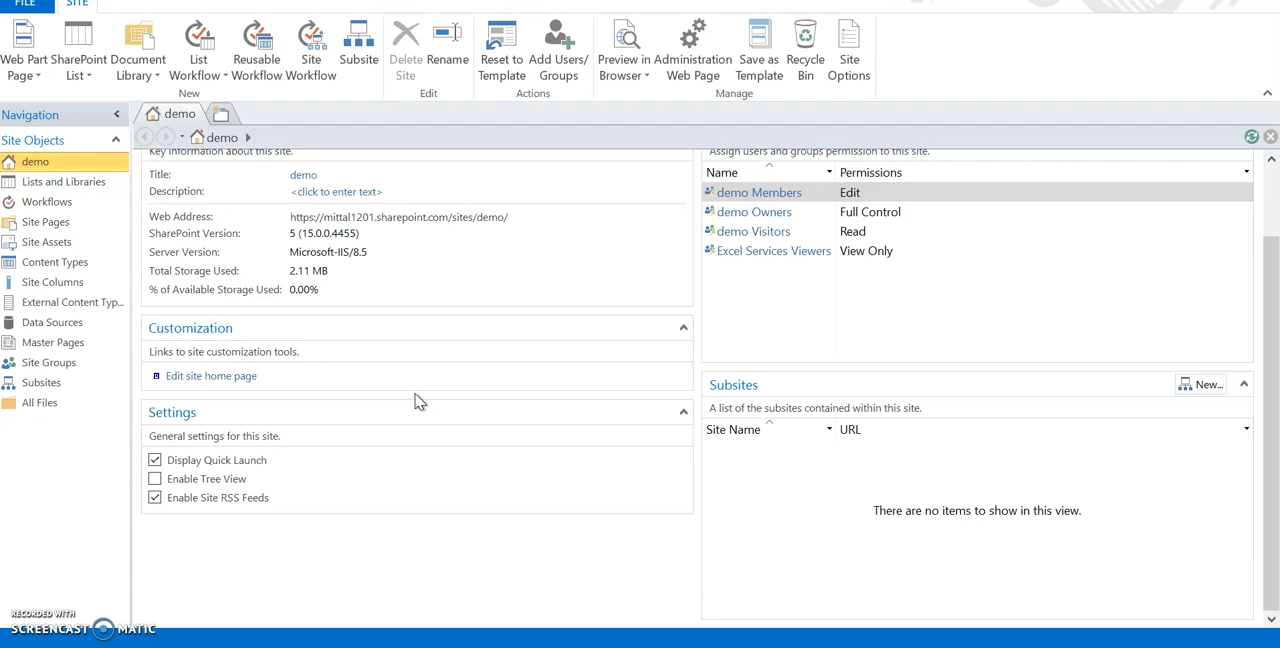 FILE SITE
Web Part Page
SharePoint List
Document Library
List Workflow
Reusable Workflow
Site Workflow
Subsite
Delete Site
Rename
Reset to Template
Add Users/ Groups
Preview in Browser
Administration Web Page
Save as Template
Recycle Bin
Site Options
New Edit Actions Manage
Navigation
Site Objects
demo
Lists and Libraries
Workflows
Site Pages
Site Assets
Content Types
Site Columns
External Content Typ...
Data Sources
Master Pages
Site Groups
Subsites
All Files
demo
demo
Key information about this site.
Title: demo
Description: <click to enter text>
Web Address: https://mittal1201.sharepoint.com/sites/demo/
SharePoint Version: 5 (15.0.0.4455)
Server Version: Microsoft-IIS/8.5
Total Storage Used: 2.11 MB
% of Available Storage Used: 0.00%
Customization
Links to site customization tools.
Edit site home page
Settings
General settings for this site.
Display Quick Launch
Enable Tree View
Enable Site RSS Feeds
Assign users and groups permission to this site.
Name Permissions
demo Members Edit
demo Owners Full Control
demo Visitors Read
Excel Services Viewers View Only
Subsites New...
A list of the subsites contained within this site.
Site Name URL
There are no items to show in this view.
RECORDED WITH
SCREENCAST MATIC